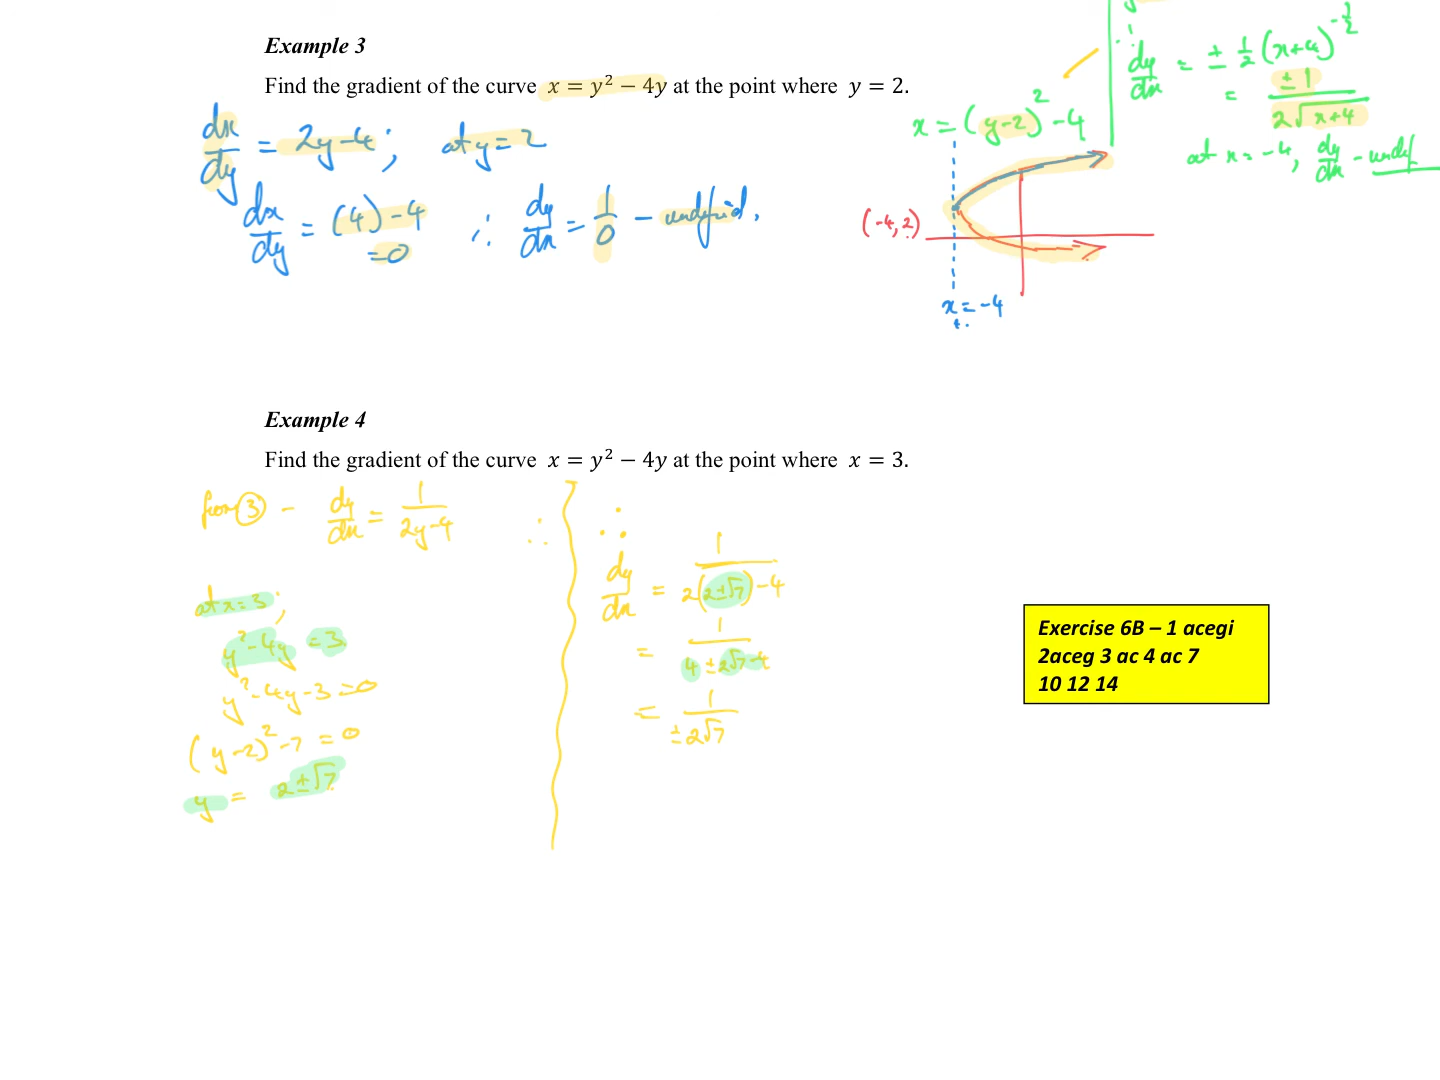 Example 3
Find the gradient of the curve x = y² − 4y at the point where y = 2.
dx/dy = 2y-4 ; at y=2
dx/dy = (4)-4
=0
∴ dy/dx = 1/0 - undefined.
∴
dy/dx = ± 1/2 (x+4)^-1/2
= ±1/2√x+4
at x=-4, dy/dx - undef
x = (y-2)² -4
(-4,2)
x=-4
Example 4
Find the gradient of the curve x = y² − 4y at the point where x = 3.
from ③ - dy/dx = 1/2y-4 ∴
at x=3;
y²-4y =3
y²-4y-3=0
(y-2)²-7 =0
y = 2±√7
∴
dy/dx = 1/2(2±√7)-4
= 1/4±2√7-4
= 1/±2√7
Exercise 6B – 1 acegi
2aceg 3 ac 4 ac 7
10 12 14